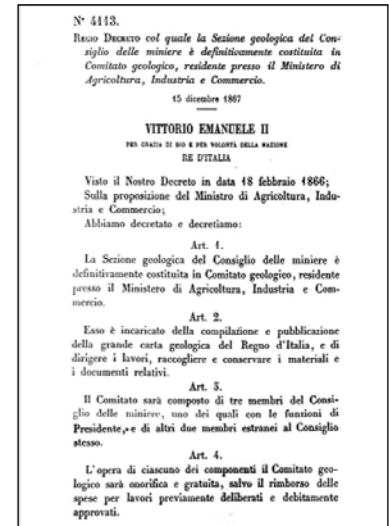 N° 4113.
REGIO DECRETO col quale la Sezione geologica del Con-
siglio delle miniere è definitivamente costituita in
Comitato geologico, residente presso il Ministero di
Agricoltura, Industria e Commercio.
15 dicembre 1867
VITTORIO EMANUELE II
PER GRAZIA DI DIO E PER VOLONTÀ DELLA NAZIONE
RE D'ITALIA
Visto il Nostro Decreto in data 18 febbraio 1866;
Sulla proposizione del Ministro di Agricoltura, Indu-
stria e Commercio;
Abbiamo decretato e decretiamo:
Art. 1.
La Sezione geologica del Consiglio delle miniere è
definitivamente costituita in Comitato geologico, residente
presso il Ministero di Agricoltura, Industria e Com-
mercio.
Art. 2.
Esso è incaricato della compilazione e pubblicazione
della grande carta geologica del Regno d'Italia, e di
dirigere i lavori, raccogliere e conservare i materiali e
i documenti relativi.
Art. 3.
Il Comitato sarà composto di tre membri del Consi-
glio delle miniere, uno dei quali con le funzioni di
Presidente, e di altri due membri estranei al Consiglio
stesso.
Art. 4.
L'opera di ciascuno dei componenti il Comitato geo-
logico sarà onorifica e gratuita, salvo il rimborso delle
spese per lavori previamente deliberati e debitamente
approvati.